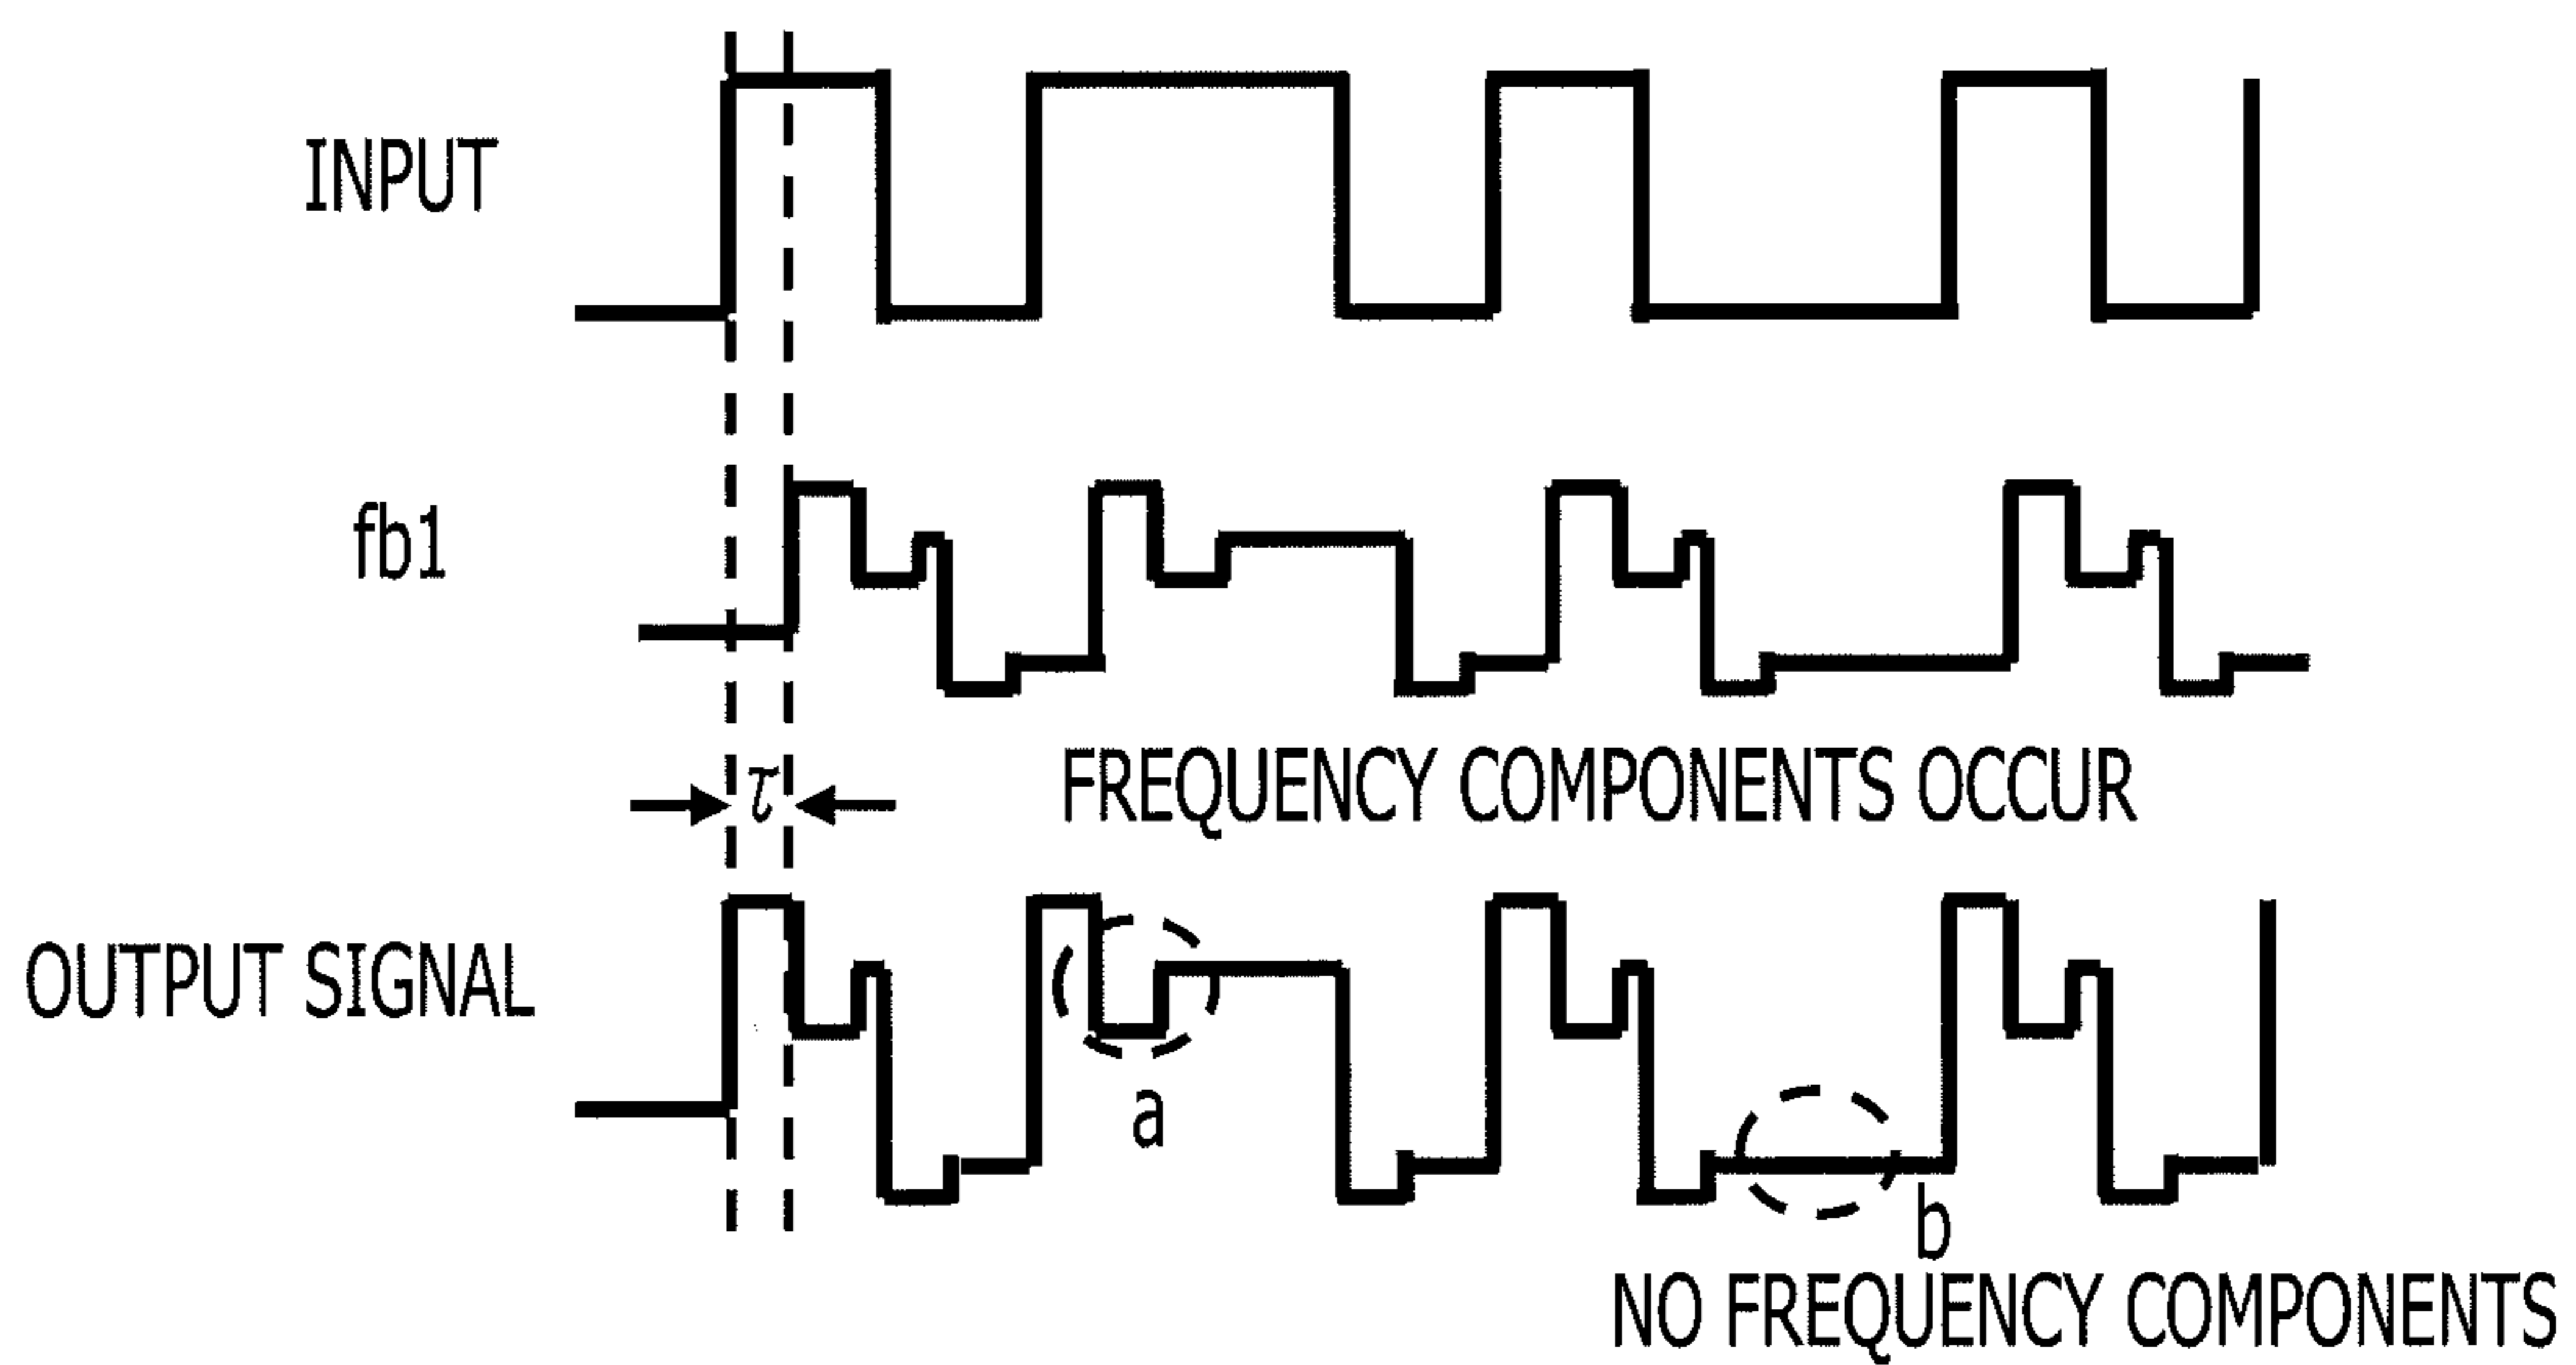 INPUT
fb1
τ
FREQUENCY COMPONENTS OCCUR
OUTPUT SIGNAL
a
b
NO FREQUENCY COMPONENTS